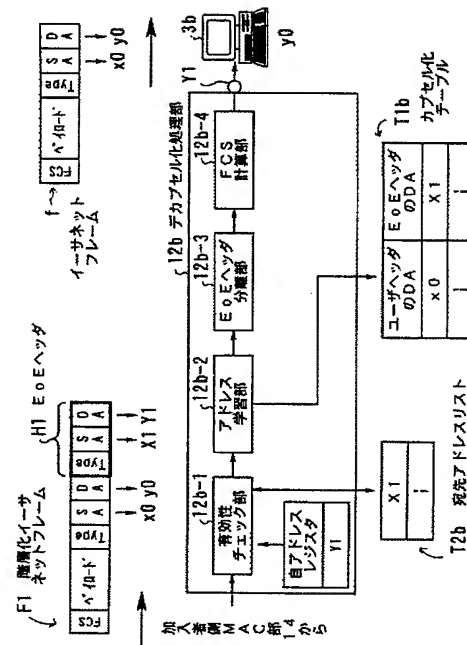 F1 階層化イーサ
ネットフレーム
H1 EoEヘッダ
FCS ペイロード Type SA DA Type SA DA
x0 y0 X1 Y1
f
イーサネット
フレーム
FCS ペイロード Type SA DA
x0 y0
加入者側MAC部14から
12b デカプセル化処理部
12b-1
有効性
チェック部
12b-2
アドレス
学習部
12b-3
EoEヘッダ
分離部
12b-4
FCS
計算部
Y1
3b
y0
自アドレス
レジスタ
Y1
X1
T2b 宛先アドレスリスト
T1b
カプセル化
テーブル
ユーザヘッダ
のDA
EoEヘッダ
のDA
x0 X1